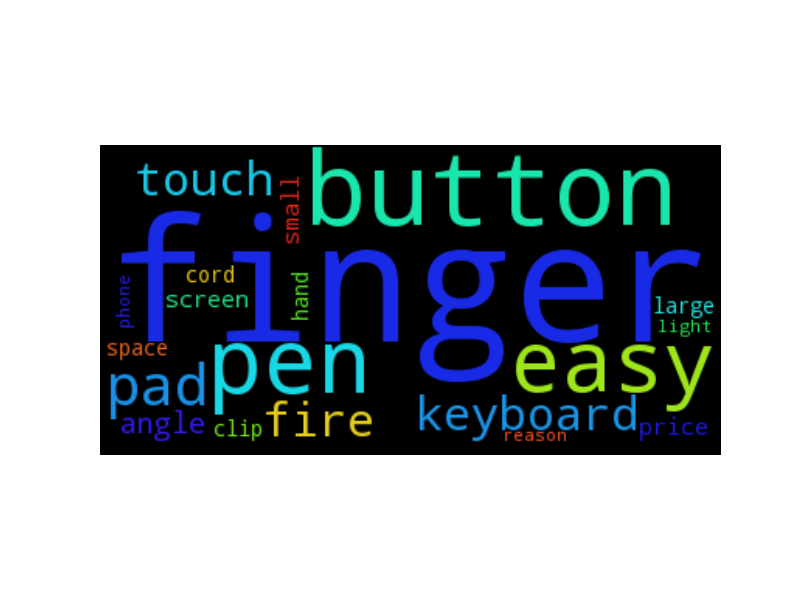 touch
small
button
finger
phone
cord
screen
hand
large
light
space
pad
pen
easy
angle
clip
fire
keyboard
reason
price